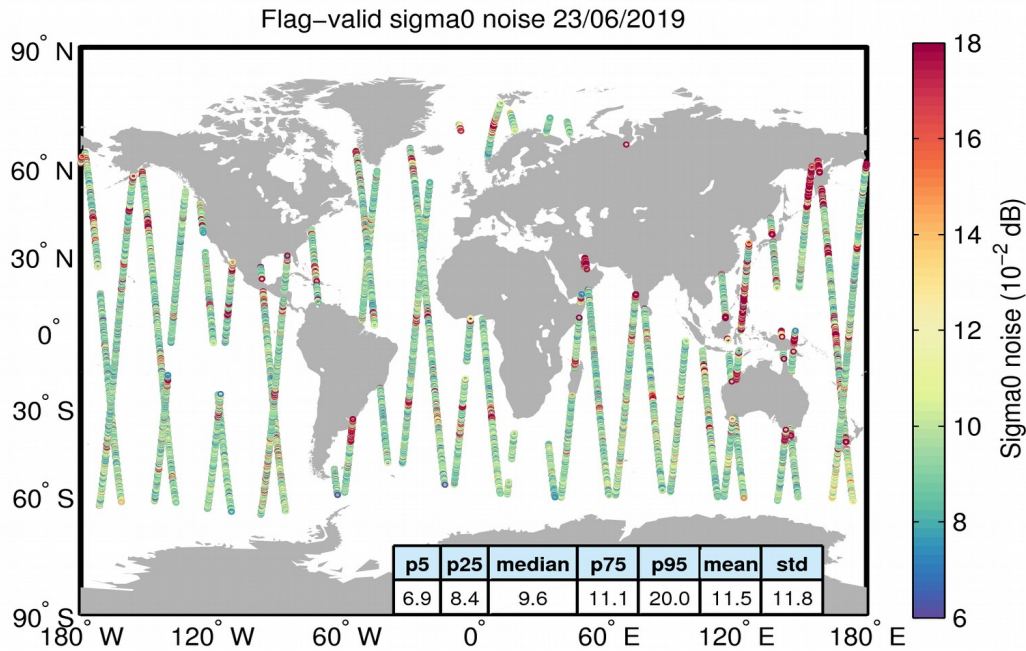 Flag−valid sigma0 noise 23/06/2019
90° N
60° N
30° N
0°
30° S
60° S
90° S
180° W
120° W
60° W
0°
60° E
120° E
180° E
p5 p25 median p75 p95 mean std
6.9 8.4 9.6 11.1 20.0 11.5 11.8
18
16
14
12
10
8
6
Sigma0 noise (10⁻² dB)